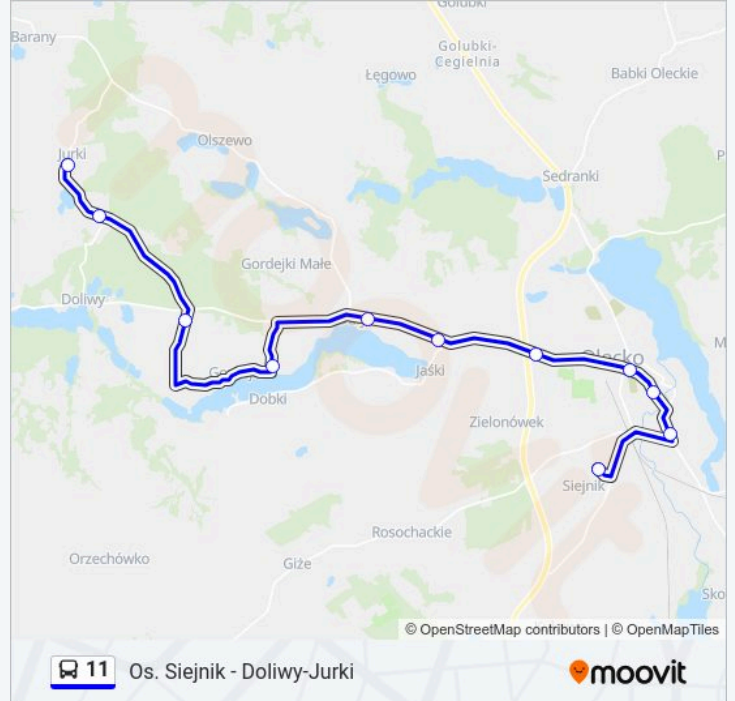 Golubki
Barany
Golubki-
Cegielnia
Łęgowo
Babki Oleckie
Olszewo
Jurki
Sedranki
Gordejki Małe
Doliwy
Olecko
Jaśki
Dobki
Zielonówek
Siejnik
Rosochackie
Orzechówko
Giże
© OpenStreetMap contributors | © OpenMapTiles
11 Os. Siejnik - Doliwy-Jurki
moovit